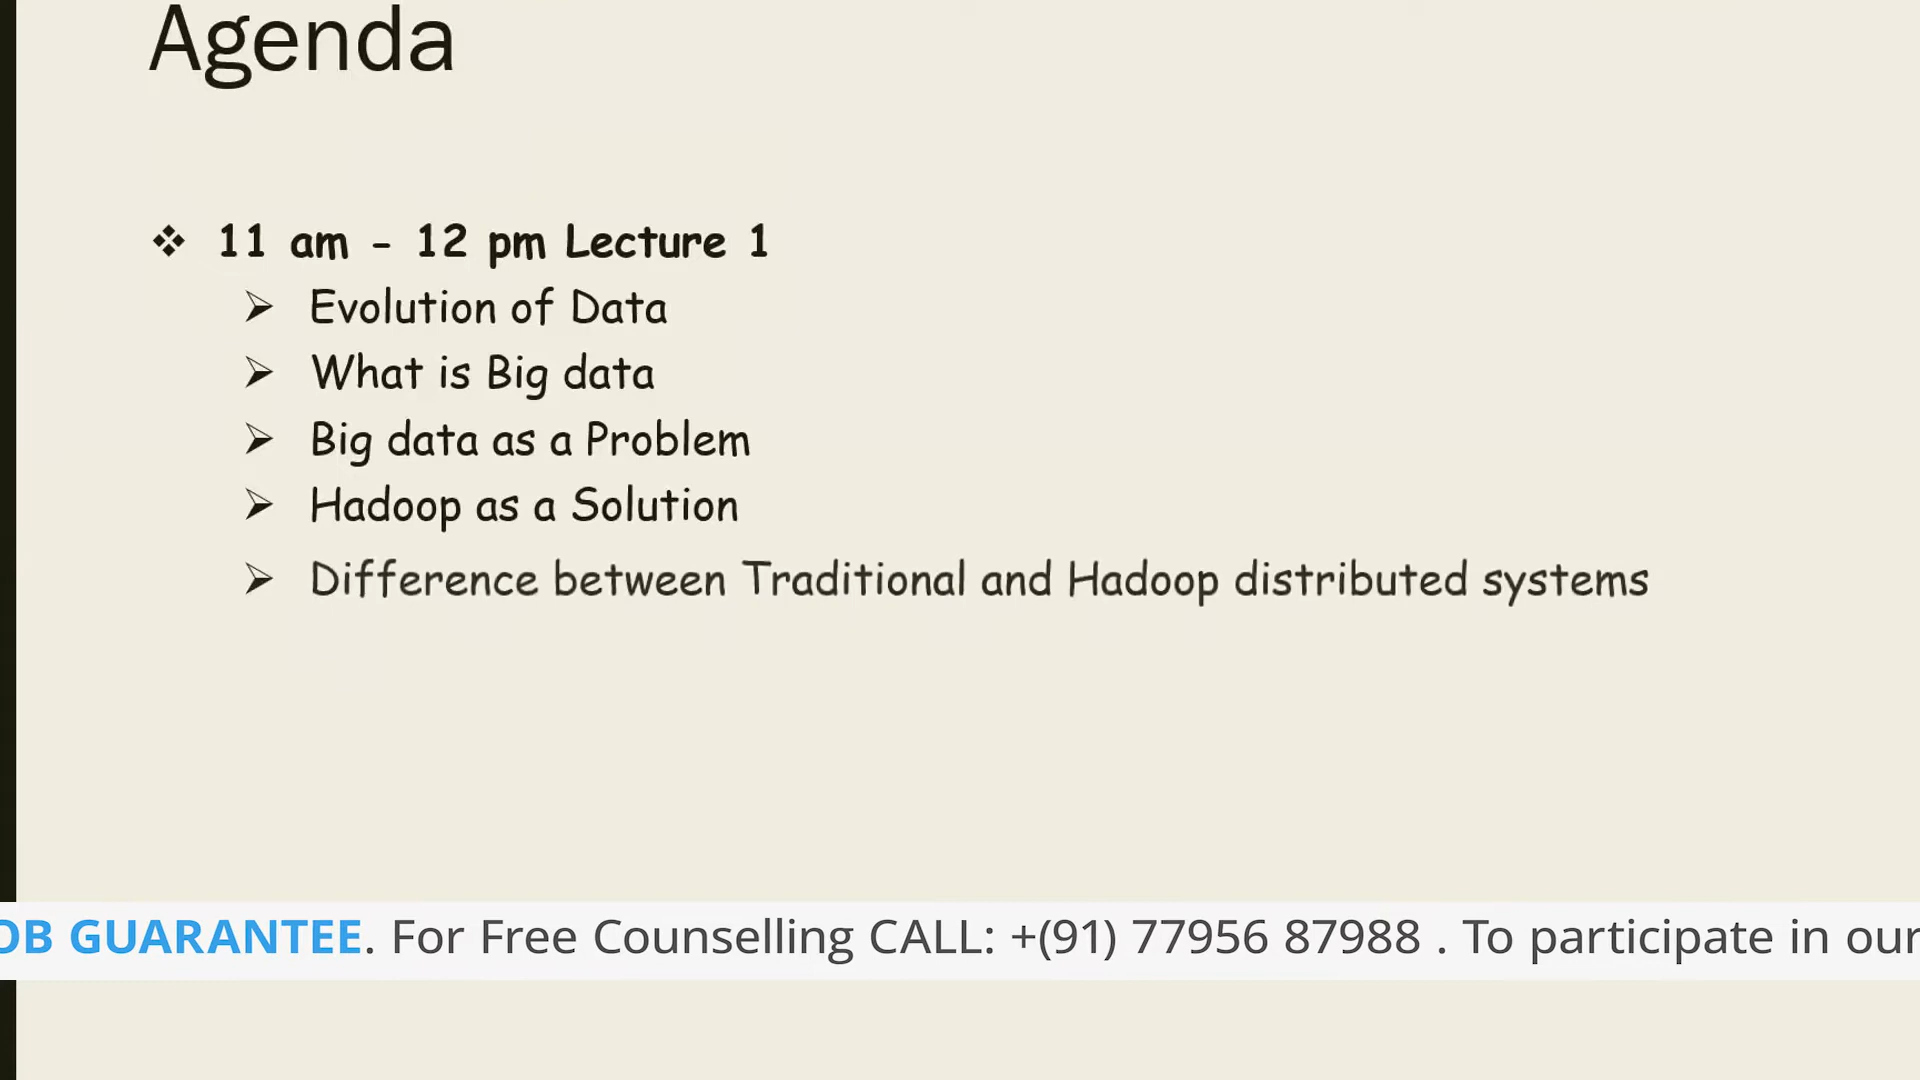 Agenda
❖ 11 am - 12 pm Lecture 1
➢ Evolution of Data
➢ What is Big data
➢ Big data as a Problem
➢ Hadoop as a Solution
➢ Difference between Traditional and Hadoop distributed systems
OB GUARANTEE. For Free Counselling CALL: +(91) 77956 87988 . To participate in our